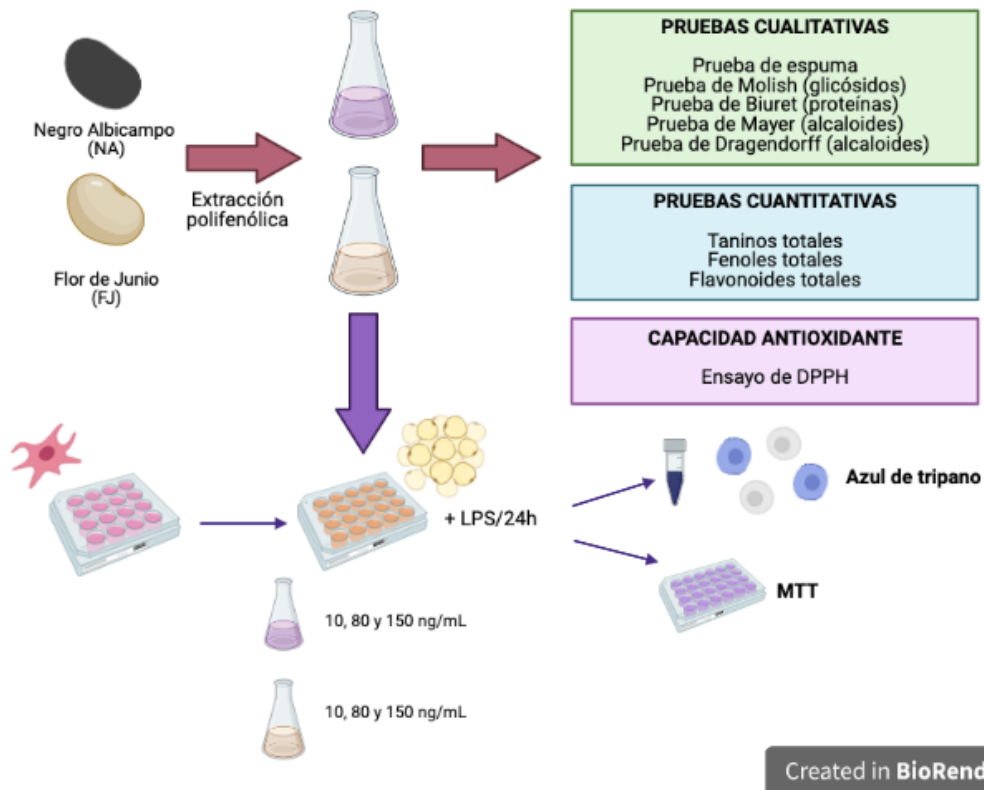 Negro Albicampo
(NA)
Flor de Junio
(FJ)
Extracción
polifenólica
PRUEBAS CUALITATIVAS
Prueba de espuma
Prueba de Molish (glicósidos)
Prueba de Biuret (proteínas)
Prueba de Mayer (alcaloides)
Prueba de Dragendorff (alcaloides)
PRUEBAS CUANTITATIVAS
Taninos totales
Fenoles totales
Flavonoides totales
CAPACIDAD ANTIOXIDANTE
Ensayo de DPPH
+ LPS/24h
Azul de tripano
MTT
10, 80 y 150 ng/mL
10, 80 y 150 ng/mL
Created in BioRend